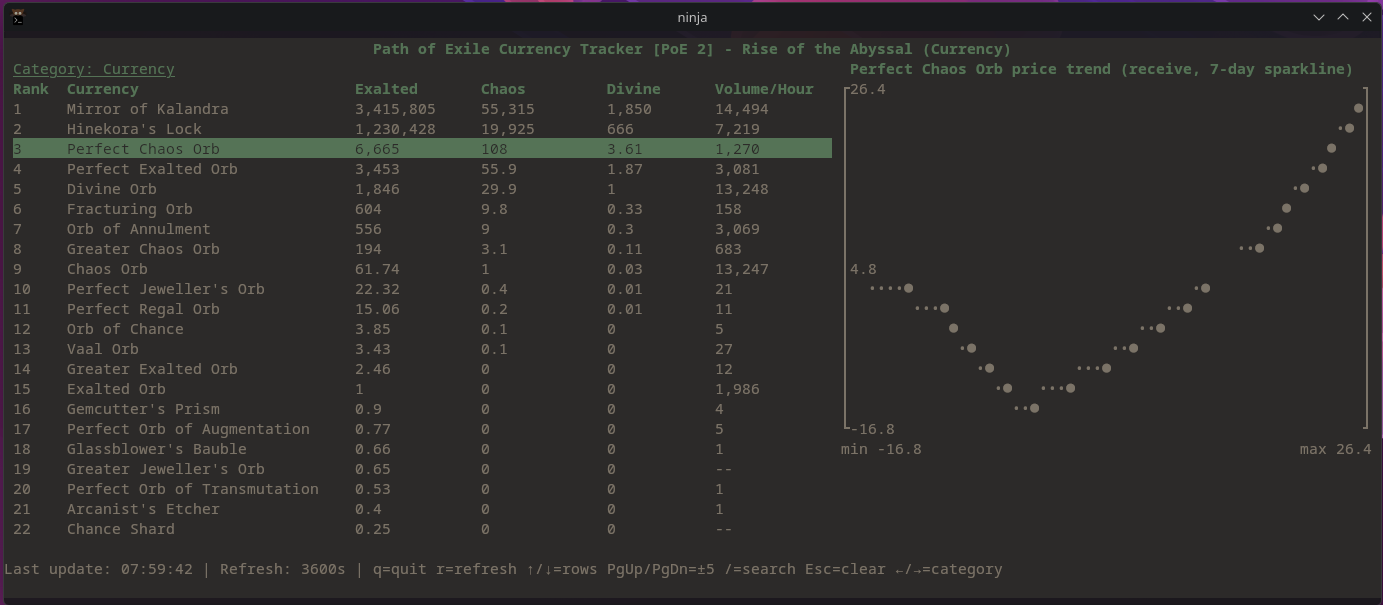 ninja
Path of Exile Currency Tracker [PoE 2] - Rise of the Abyssal (Currency)
Category: Currency
Rank Currency Exalted Chaos Divine Volume/Hour
1 Mirror of Kalandra 3,415,805 55,315 1,850 14,494
2 Hinekora's Lock 1,230,428 19,925 666 7,219
3 Perfect Chaos Orb 6,665 108 3.61 1,270
4 Perfect Exalted Orb 3,453 55.9 1.87 3,081
5 Divine Orb 1,846 29.9 1 13,248
6 Fracturing Orb 604 9.8 0.33 158
7 Orb of Annulment 556 9 0.3 3,069
8 Greater Chaos Orb 194 3.1 0.11 683
9 Chaos Orb 61.74 1 0.03 13,247
10 Perfect Jeweller's Orb 22.32 0.4 0.01 21
11 Perfect Regal Orb 15.06 0.2 0.01 11
12 Orb of Chance 3.85 0.1 0 5
13 Vaal Orb 3.43 0.1 0 27
14 Greater Exalted Orb 2.46 0 0 12
15 Exalted Orb 1 0 0 1,986
16 Gemcutter's Prism 0.9 0 0 4
17 Perfect Orb of Augmentation 0.77 0 0 5
18 Glassblower's Bauble 0.66 0 0 1
19 Greater Jeweller's Orb 0.65 0 0 --
20 Perfect Orb of Transmutation 0.53 0 0 1
21 Arcanist's Etcher 0.4 0 0 1
22 Chance Shard 0.25 0 0 --
Perfect Chaos Orb price trend (receive, 7-day sparkline)
26.4
4.8
-16.8
min -16.8 max 26.4
Last update: 07:59:42 | Refresh: 3600s | q=quit r=refresh ↑/↓=rows PgUp/PgDn=±5 /=search Esc=clear ←/→=category